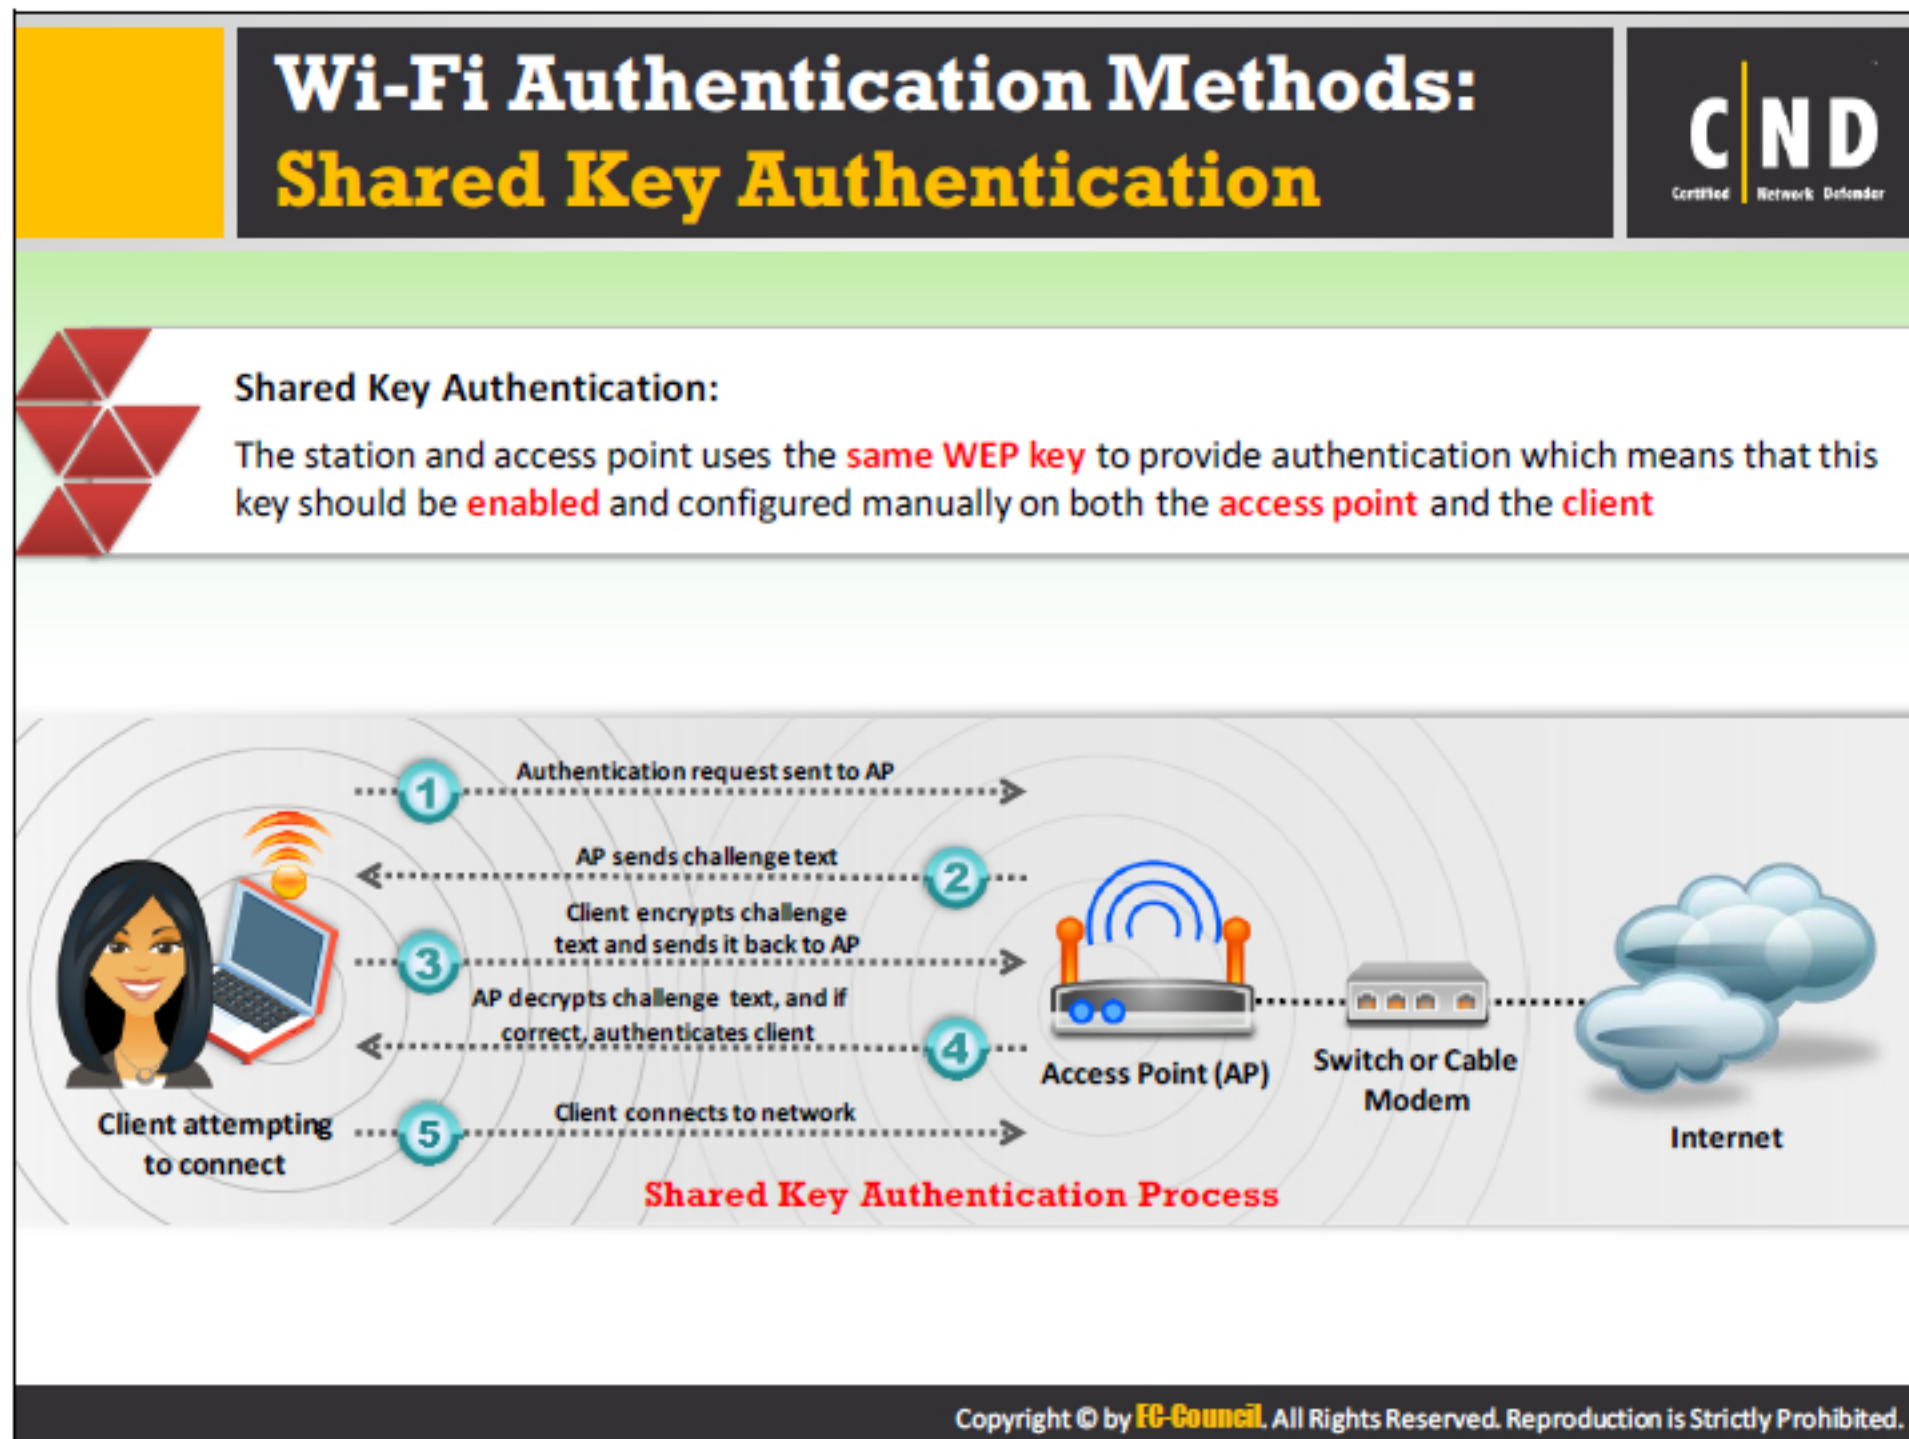 Wi-Fi Authentication Methods:
Shared Key Authentication
C ND
Certified Network Defender
Shared Key Authentication:
The station and access point uses the same WEP key to provide authentication which means that this
key should be enabled and configured manually on both the access point and the client
1
Authentication request sent to AP
AP sends challenge text
2
Client encrypts challenge
text and sends it back to AP
3
AP decrypts challenge text, and if
correct, authenticates client
4
Client connects to network
5
Client attempting
to connect
Access Point (AP)
Switch or Cable
Modem
Internet
Shared Key Authentication Process
Copyright © by EC-Council. All Rights Reserved. Reproduction is Strictly Prohibited.